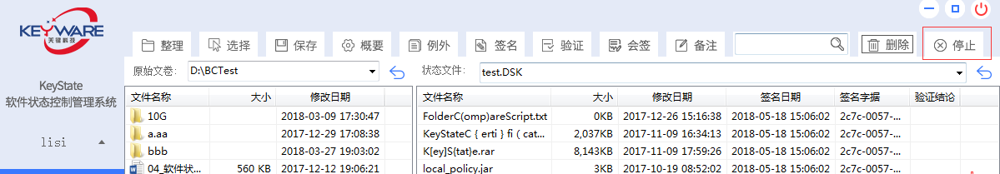 KEYWARE
关键科技
KeyState
软件状态控制管理系统
lisi
整理 选择 保存 概要 例外 签名 验证 会签 备注 删除 停止
原始文卷: D:\BCTest 状态文件: test.DSK
文件名称 大小 修改日期 文件名称 大小 修改日期 签名日期 签名字据 验证结论
10G 2018-03-09 17:30:47 FolderC(omp)areScript.txt 0KB 2017-12-26 15:16:38 2018-05-18 15:06:02 2c7c-0057-...
a.aa 2017-12-29 17:08:38 KeyStateC { erti } fi ( cat... 2,037KB 2017-11-09 16:34:13 2018-05-18 15:06:02 2c7c-0057-...
bbb 2018-03-27 19:03:02 K[ey]S{tat}e.rar 8,143KB 2017-11-09 17:59:26 2018-05-18 15:06:02 2c7c-0057-...
04_软件状... 560 KB 2017-12-12 19:06:21 local_policy.jar 3KB 2017-10-19 08:52:02 2018-05-18 15:06:02 2c7c-0057-...